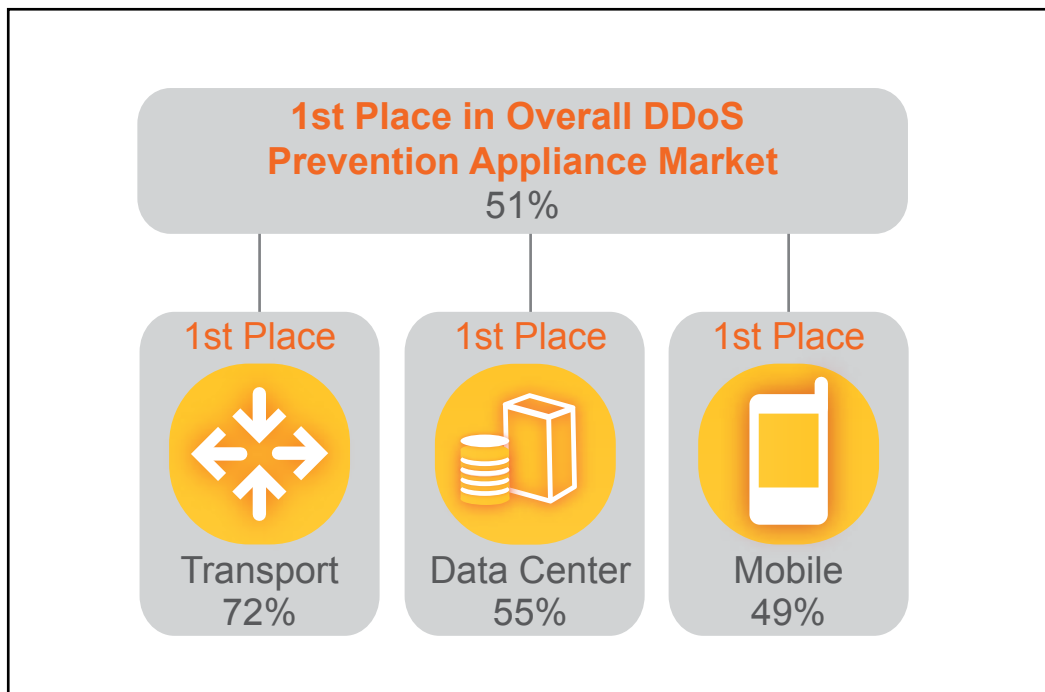 1st Place in Overall DDoS
Prevention Appliance Market
51%
1st Place
Transport
72%
1st Place
Data Center
55%
1st Place
Mobile
49%